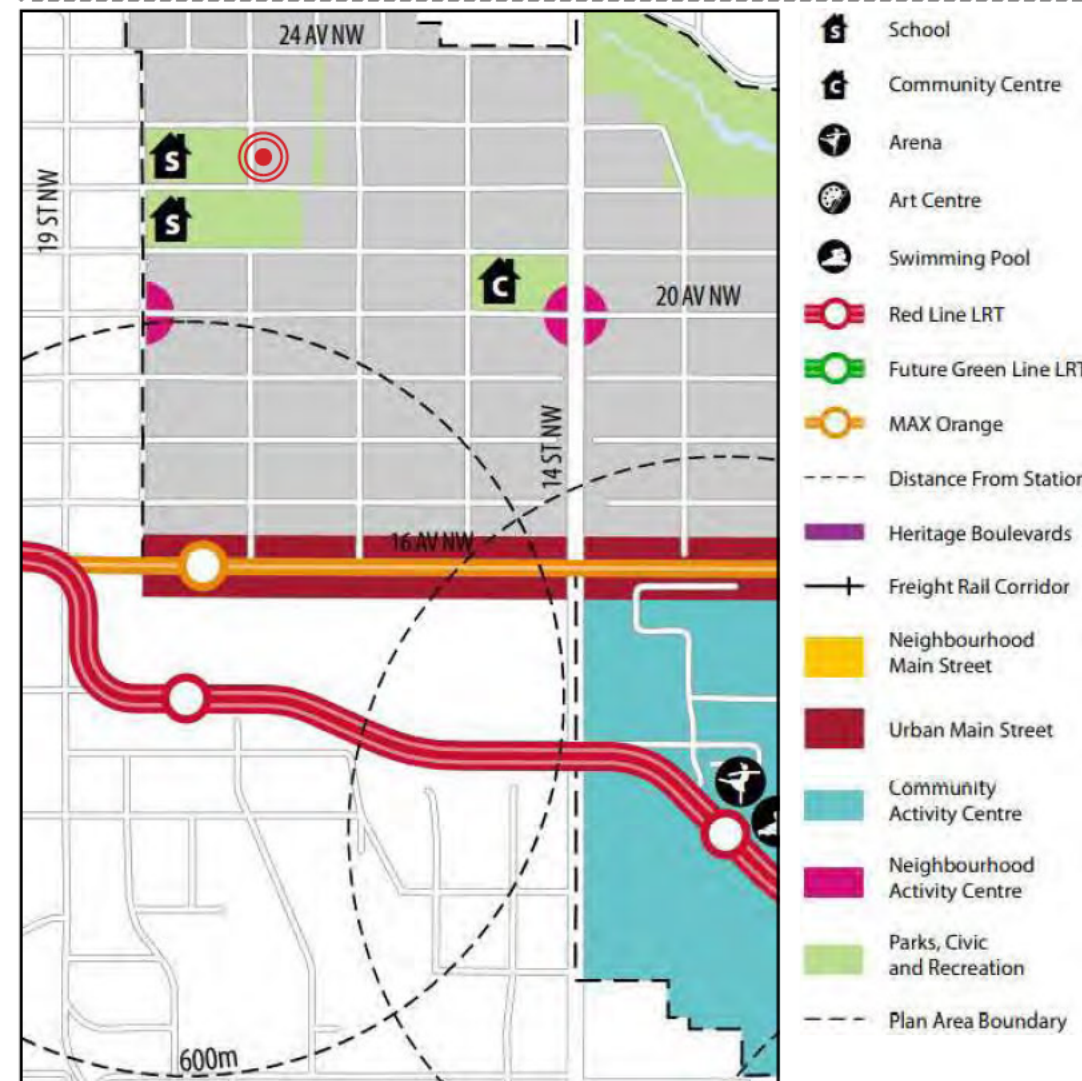 24 AV NW
S
S
19 ST NW
C
20 AV NW
14 ST NW
16 AV NW
600m
S School
C Community Centre
Arena
Art Centre
Swimming Pool
Red Line LRT
Future Green Line LRT
MAX Orange
Distance From Station
Heritage Boulevards
Freight Rail Corridor
Neighbourhood
Main Street
Urban Main Street
Community
Activity Centre
Neighbourhood
Activity Centre
Parks, Civic
and Recreation
Plan Area Boundary